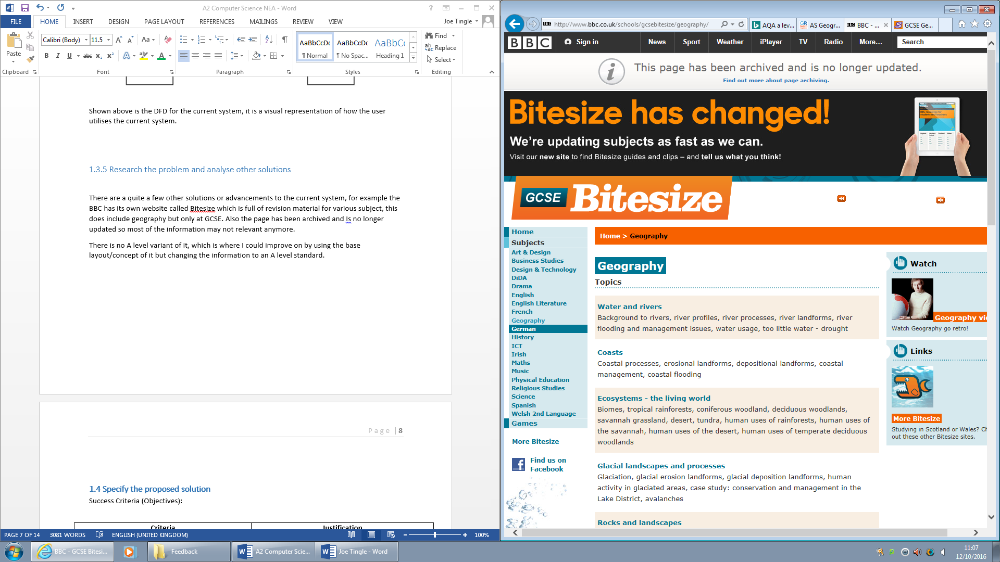 A2 Computer Science NEA - Word
FILE HOME INSERT DESIGN PAGE LAYOUT REFERENCES MAILINGS REVIEW VIEW Joe Tingle
Paste
Calibri (Body) 11.5
AaBbCcDc AaBbCcDc AaBbCc
¶ Normal ¶ No Spac... Heading 1
Find
Replace
Select
Clipboard Font Paragraph Styles Editing
Shown above is the DFD for the current system, it is a visual representation of how the user
utilises the current system.
1.3.5 Research the problem and analyse other solutions
There are a quite a few other solutions or advancements to the current system, for example the
BBC has its own website called Bitesize which is full of revision material for various subject, this
does include geography but only at GCSE. Also the page has been archived and Is no longer
updated so most of the information may not relevant anymore.
There is no A level variant of it, which is where I could improve on by using the base
layout/concept of it but changing the information to an A level standard.
Page | 8
1.4 Specify the proposed solution
Success Criteria (Objectives):
Criteria Justification
PAGE 7 OF 14 3081 WORDS ENGLISH (UNITED KINGDOM) 100%
http://www.bbc.co.uk/schools/gcsebitesize/geography/
AQA a lev... AS Geogr... BBC - ... GCSE Ge...
BBC Sign in News Sport Weather iPlayer TV Radio More... Search
This page has been archived and is no longer updated.
Find out more about page archiving.
Bitesize has changed!
We're updating subjects as fast as we can.
Visit our new site to find Bitesize guides and clips – and tell us what you think!
GCSE Bitesize
Home
Subjects
Art & Design
Business Studies
Design & Technology
DiDA
Drama
English
English Literature
French
Geography
German
History
ICT
Irish
Maths
Music
Physical Education
Religious Studies
Science
Spanish
Welsh 2nd Language
Games
More Bitesize
Find us on
Facebook
Home > Geography
Geography
Topics
Water and rivers
Background to rivers, river profiles, river processes, river landforms, river
flooding and management issues, water usage, too little water - drought
Coasts
Coastal processes, erosional landforms, depositional landforms, coastal
management, coastal flooding
Ecosystems - the living world
Biomes, tropical rainforests, coniferous woodland, deciduous woodlands,
savannah grassland, desert, tundra, human uses of rainforests, human uses of
the savannah, human uses of the desert, human uses of temperate deciduous
woodlands
Glacial landscapes and processes
Glaciation, glacial erosion landforms, glacial deposition landforms, human
activity in glaciated areas, case study: conservation and management in the
Lake District, avalanches
Rocks and landscapes
Watch
Geography vi
Watch Geography go retro!
Links
More Bitesize
Studying in Scotland or Wales? Ch
out these other Bitesize sites.
BBC - GCSE Bitesi... Feedback A2 Computer Scie... Joe Tingle - Word
11:07
12/10/2016